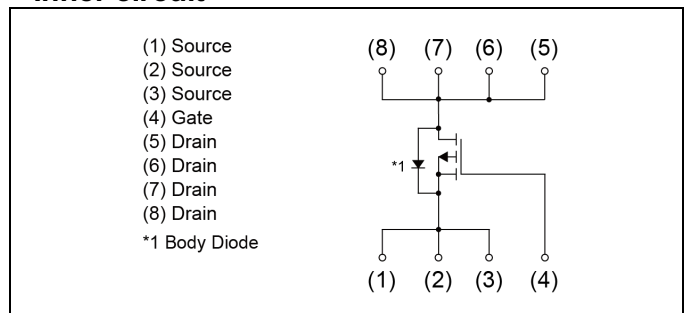 Inner circuit
(1) Source
(2) Source
(3) Source
(4) Gate
(5) Drain
(6) Drain
(7) Drain
(8) Drain
*1 Body Diode
(8) (7) (6) (5)
*1
(1) (2) (3) (4)